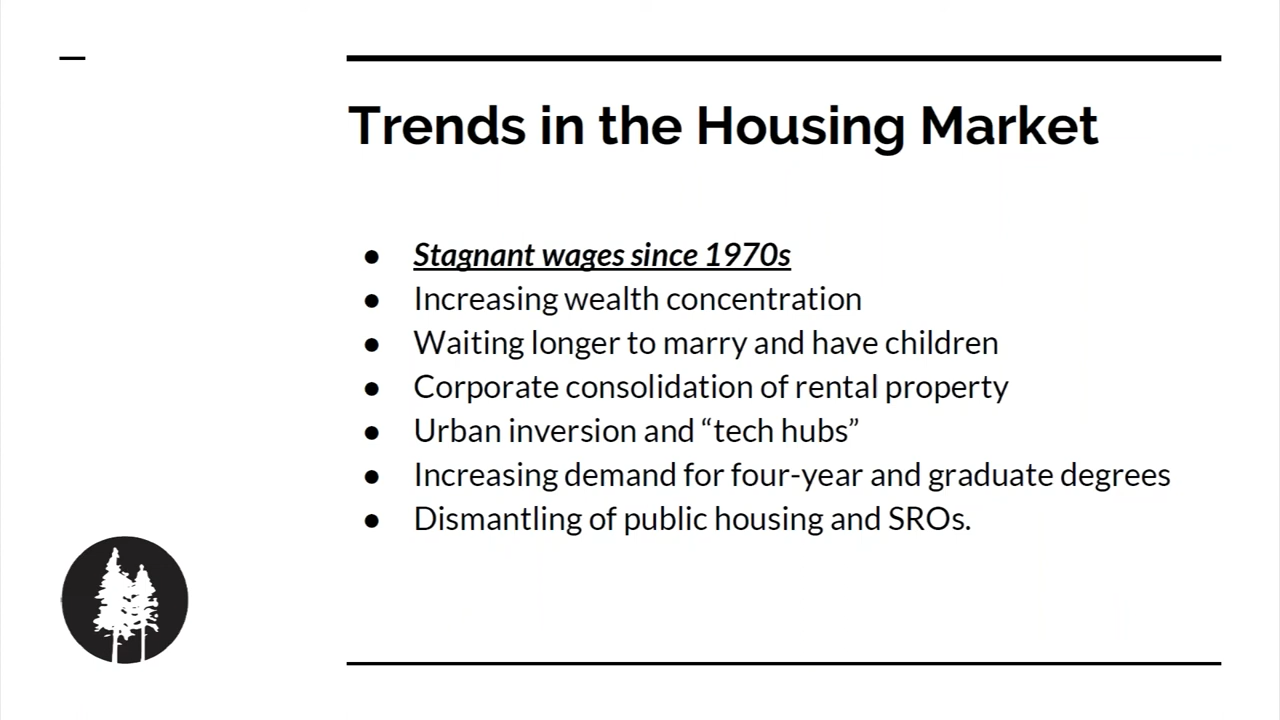 Trends in the Housing Market
● Stagnant wages since 1970s
● Increasing wealth concentration
● Waiting longer to marry and have children
● Corporate consolidation of rental property
● Urban inversion and “tech hubs”
● Increasing demand for four-year and graduate degrees
● Dismantling of public housing and SROs.